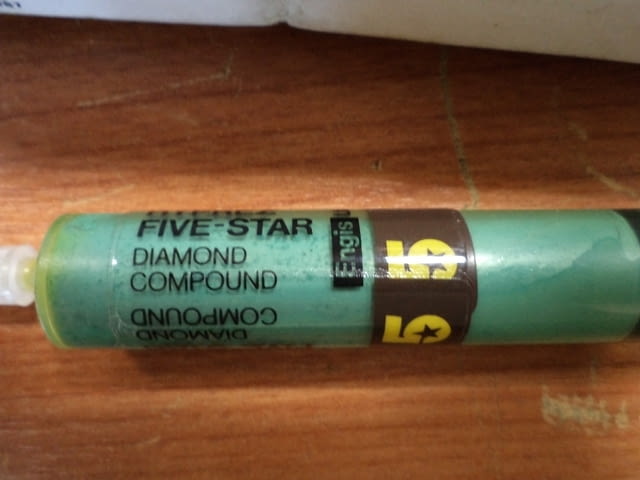 FIVE-STAR
DIAMOND
COMPOUND
Engis
5
5
COMPOUND
DIAMOND